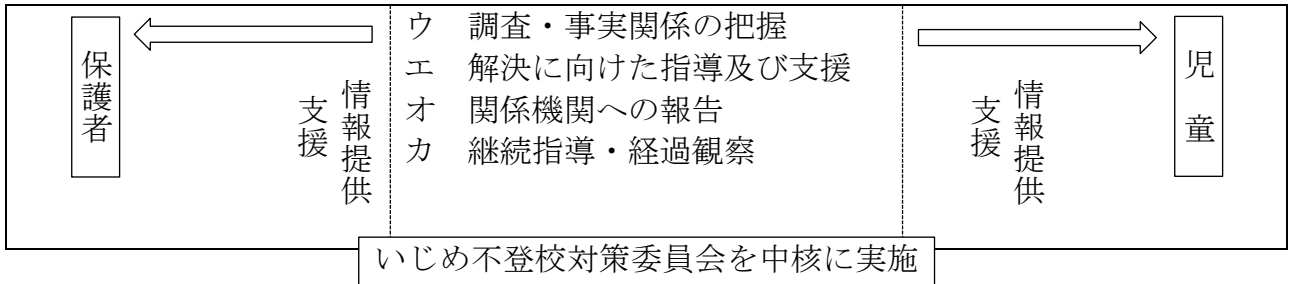 保護者
情報提供
支援
ウ　調査・事実関係の把握
エ　解決に向けた指導及び支援
オ　関係機関への報告
カ　継続指導・経過観察
情報提供
支援
児童
いじめ不登校対策委員会を中核に実施